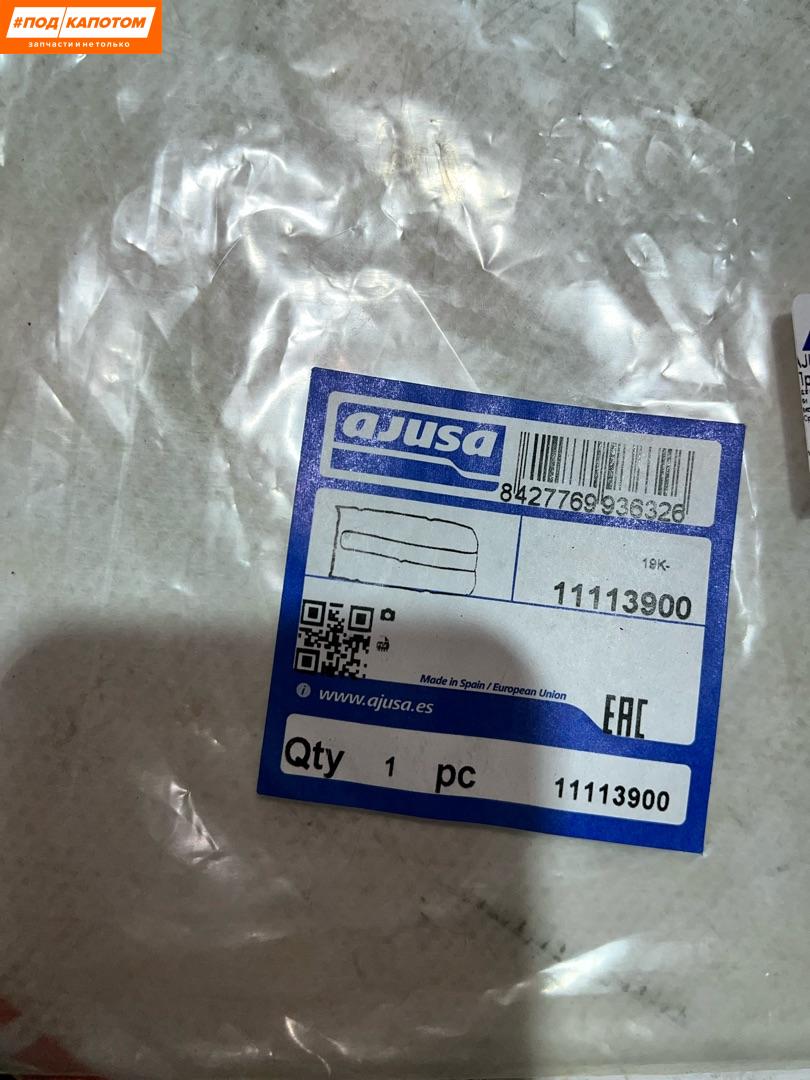 #ПОД КАПОТОМ
запчасти и не только
ajusa
8427769936326
19K-
11113900
Made in Spain / European Union
i www.ajusa.es
EAC
Qty 1 pc 11113900